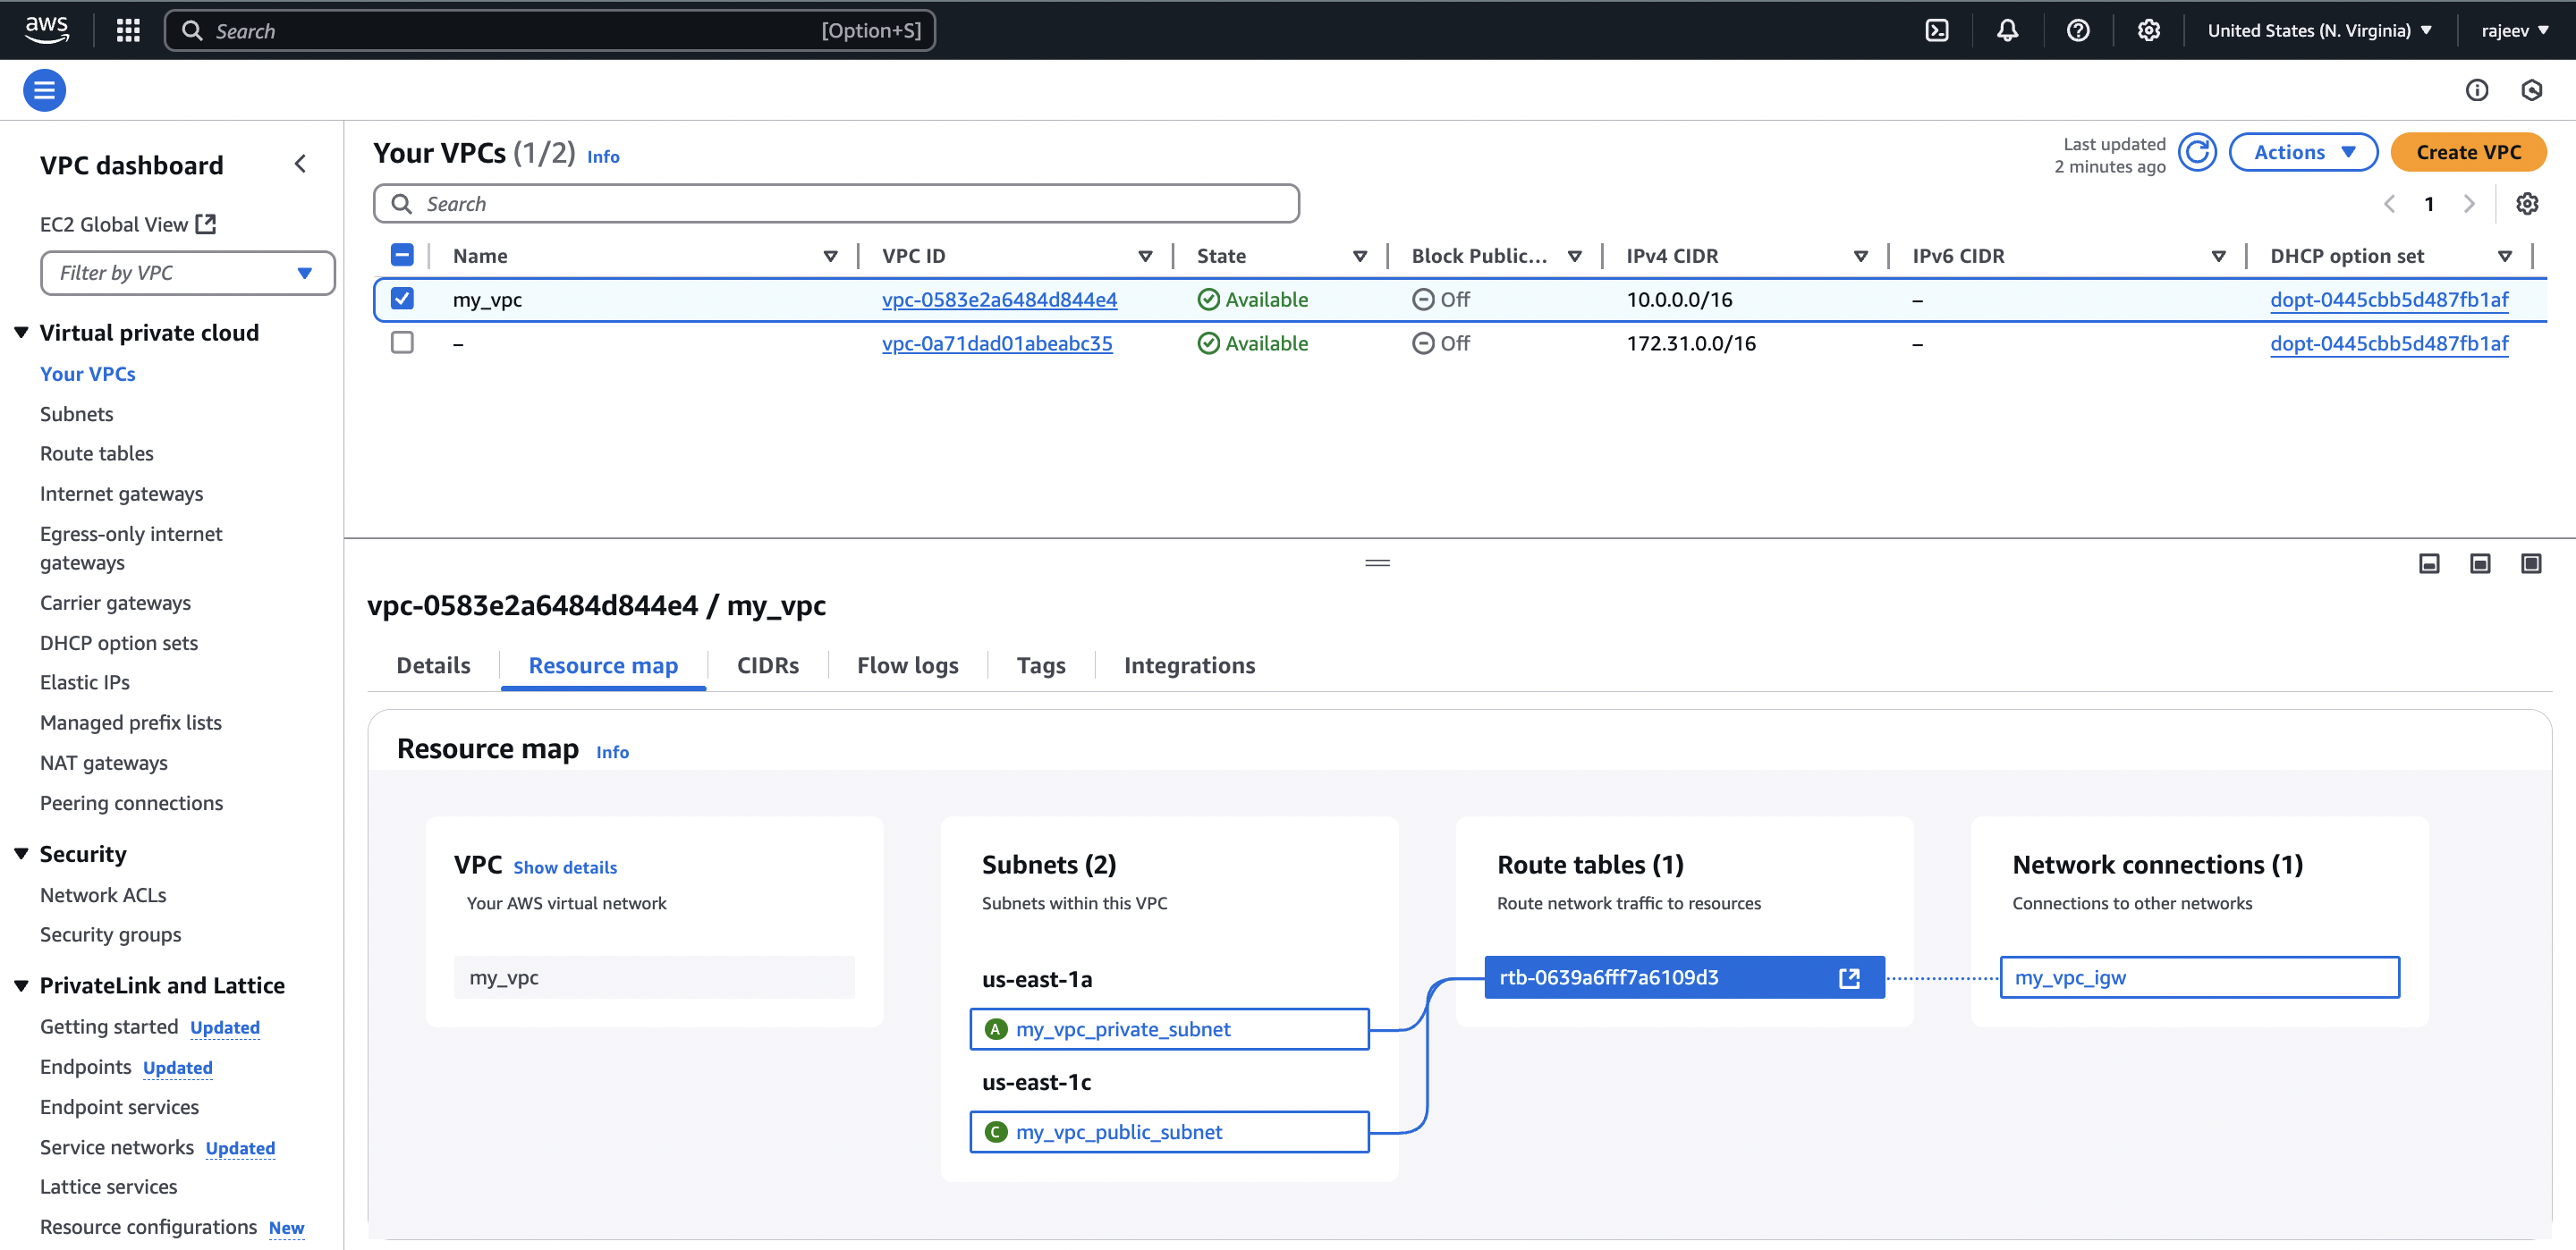 aws
Search [Option+S]
United States (N. Virginia)
rajeev
VPC dashboard
EC2 Global View
Filter by VPC
Virtual private cloud
Your VPCs
Subnets
Route tables
Internet gateways
Egress-only internet
gateways
Carrier gateways
DHCP option sets
Elastic IPs
Managed prefix lists
NAT gateways
Peering connections
Security
Network ACLs
Security groups
PrivateLink and Lattice
Getting started Updated
Endpoints Updated
Endpoint services
Service networks Updated
Lattice services
Resource configurations New
Your VPCs (1/2) Info
Last updated
2 minutes ago
Actions
Create VPC
Search
1
Name VPC ID State Block Public... IPv4 CIDR IPv6 CIDR DHCP option set
my_vpc vpc-0583e2a6484d844e4 Available Off 10.0.0.0/16 – dopt-0445cbb5d487fb1af
– vpc-0a71dad01abeabc35 Available Off 172.31.0.0/16 – dopt-0445cbb5d487fb1af
vpc-0583e2a6484d844e4 / my_vpc
Details Resource map CIDRs Flow logs Tags Integrations
Resource map Info
VPC Show details
Your AWS virtual network
my_vpc
Subnets (2)
Subnets within this VPC
us-east-1a
A my_vpc_private_subnet
us-east-1c
C my_vpc_public_subnet
Route tables (1)
Route network traffic to resources
rtb-0639a6fff7a6109d3
Network connections (1)
Connections to other networks
my_vpc_igw